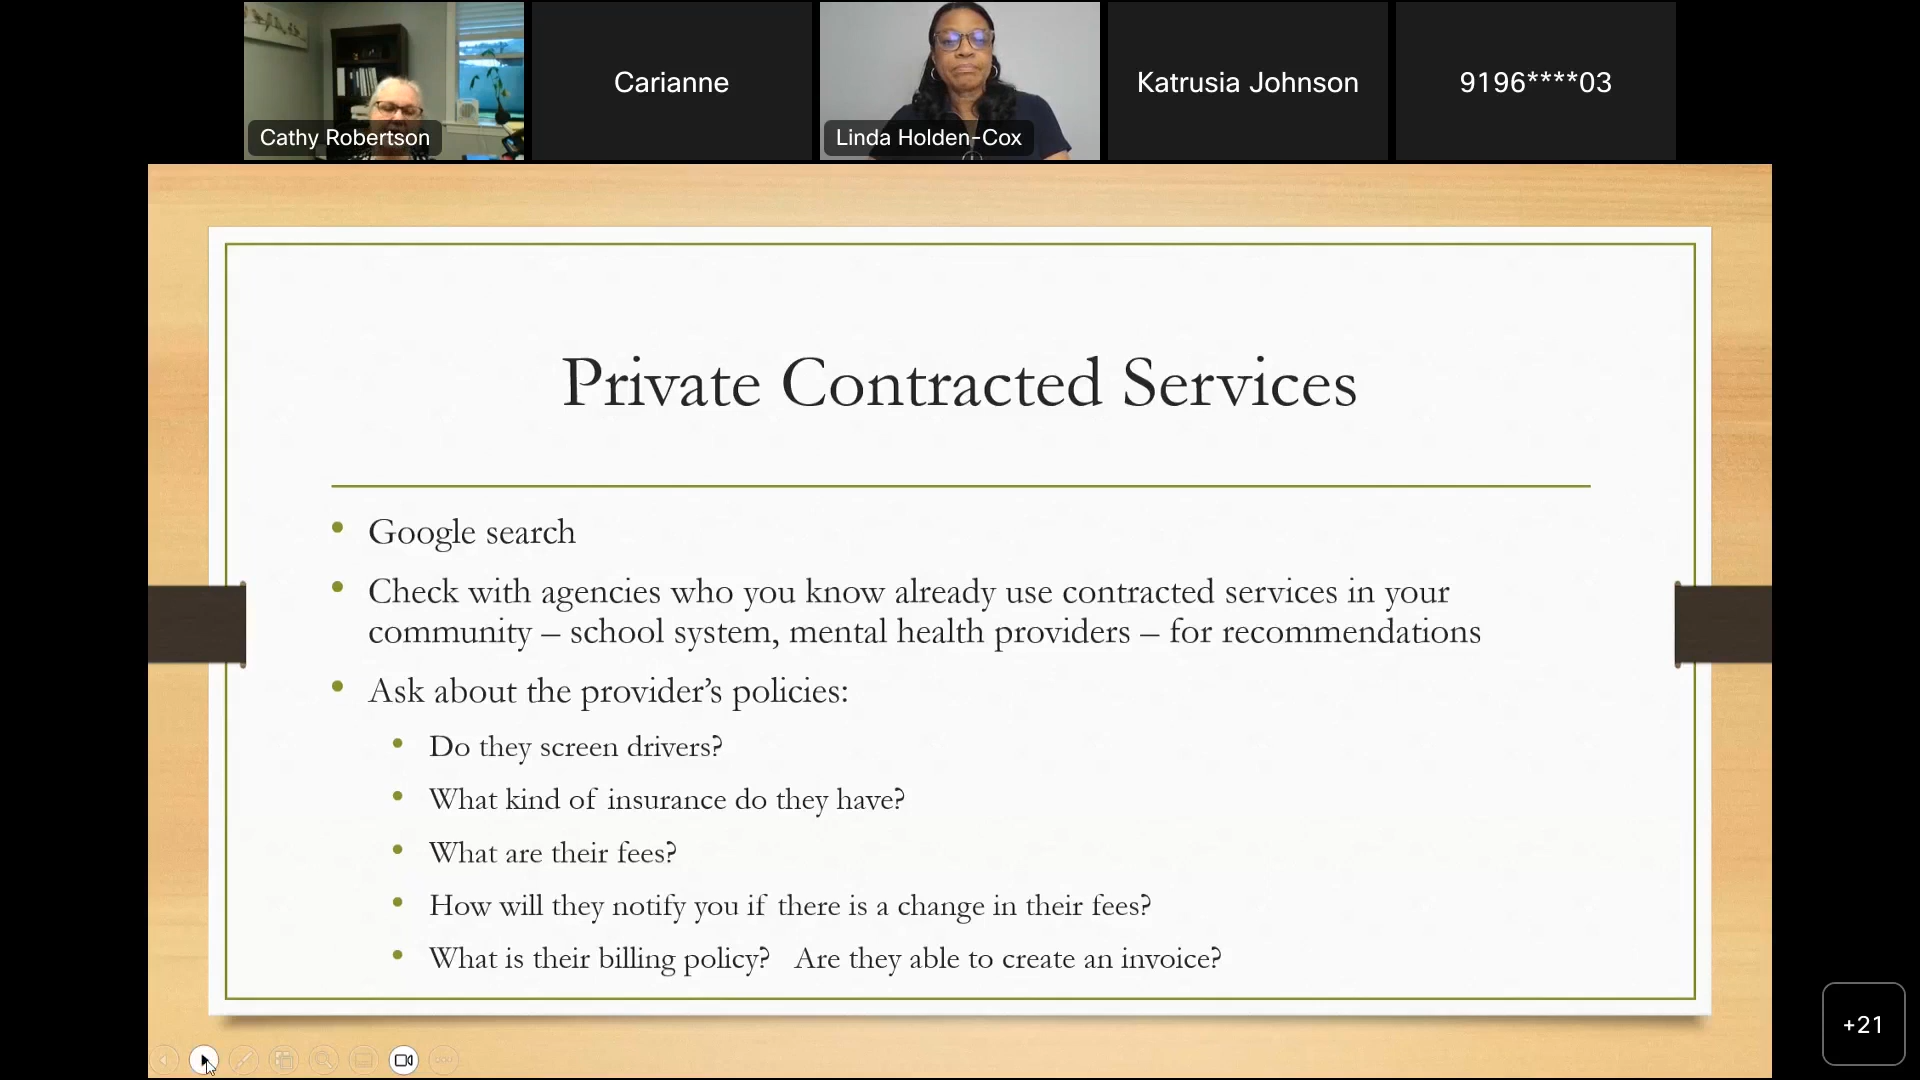 Cathy Robertson
Carianne
Linda Holden-Cox
Katrusia Johnson
9196****03
Private Contracted Services
• Google search
• Check with agencies who you know already use contracted services in your
community – school system, mental health providers – for recommendations
• Ask about the provider’s policies:
• Do they screen drivers?
• What kind of insurance do they have?
• What are their fees?
• How will they notify you if there is a change in their fees?
• What is their billing policy? Are they able to create an invoice?
+21